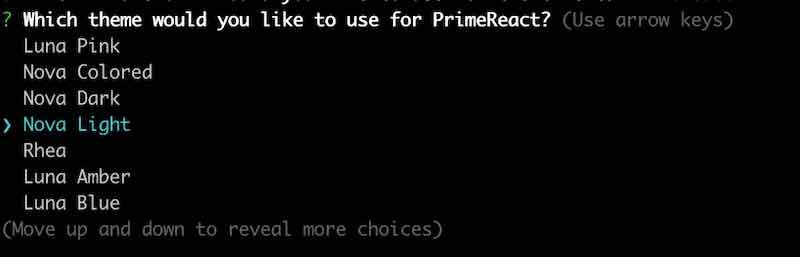 ? Which theme would you like to use for PrimeReact? (Use arrow keys)
Luna Pink
Nova Colored
Nova Dark
❯ Nova Light
Rhea
Luna Amber
Luna Blue
(Move up and down to reveal more choices)